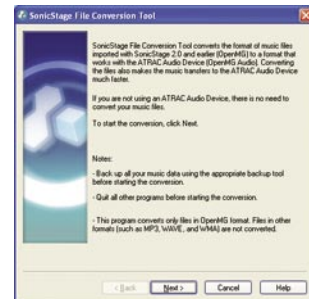 SonicStage File Conversion Tool
SonicStage File Conversion Tool converts the format of music files
imported with SonicStage 2.0 and earlier (OpenMG) to a format that
works with the ATRAC Audio Device (OpenMG Audio). Converting
the files also makes the music transfers to the ATRAC Audio Device
much faster.
If you are not using an ATRAC Audio Device, there is no need to
convert your music files.
To start the conversion, click Next.
Notes:
- Back up all your music data using the appropriate backup tool
before starting the conversion.
- Quit all other programs before starting the conversion.
- This program converts only files in OpenMG format. Files in other
formats (such as MP3, WAVE, and WMA) are not converted.
< Back Next > Cancel Help